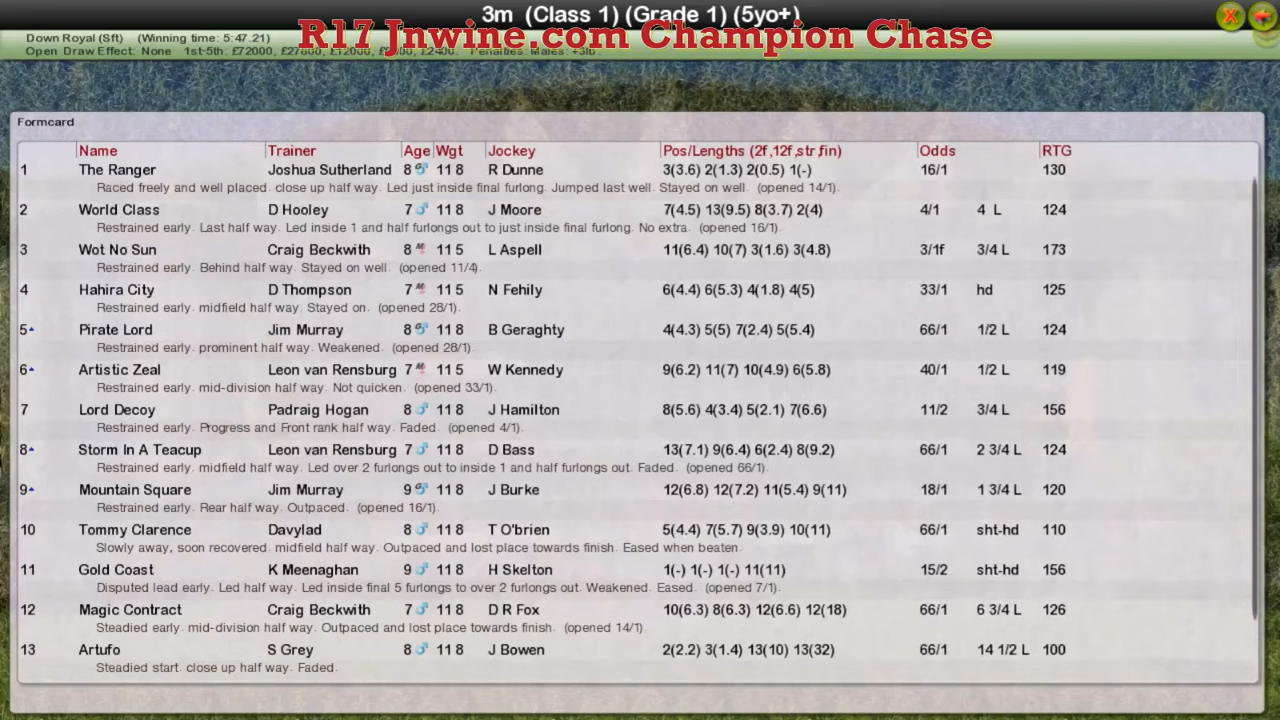 3m (Class 1) (Grade 1) (5yo+)
R17 Jnwine.com Champion Chase
Down Royal (Sft) (Winning time: 5:47.21)
Open Draw Effect: None 1st-5th: £72000, Penalties: Males: +3lb
Formcard
Name Trainer Age Wgt Jockey Pos/Lengths (2f,12f,str,fin) Odds RTG
1 The Ranger Joshua Sutherland 8 11 8 R Dunne 3(3.6) 2(1.3) 2(0.5) 1(-) 16/1 130
Raced freely and well placed. close up half way. Led just inside final furlong. Jumped last well. Stayed on well. (opened 14/1).
2 World Class D Hooley 7 11 8 J Moore 7(4.5) 13(9.5) 8(3.7) 2(4) 4/1 4 L 124
Restrained early. Last half way. Led inside 1 and half furlongs out to just inside final furlong. No extra. (opened 16/1).
3 Wot No Sun Craig Beckwith 8 11 5 L Aspell 11(6.4) 10(7) 3(1.6) 3(4.8) 3/1f 3/4 L 173
Restrained early. Behind half way. Stayed on well. (opened 11/4).
4 Hahira City D Thompson 7 11 5 N Fehily 6(4.4) 6(5.3) 4(1.8) 4(5) 33/1 hd 125
Restrained early. midfield half way. Stayed on. (opened 28/1).
5 Pirate Lord Jim Murray 8 11 8 B Geraghty 4(4.3) 5(5) 7(2.4) 5(5.4) 66/1 1/2 L 124
Restrained early. prominent half way. Weakened. (opened 28/1).
6 Artistic Zeal Leon van Rensburg 7 11 5 W Kennedy 9(6.2) 11(7) 10(4.9) 6(5.8) 40/1 1/2 L 119
Restrained early. mid-division half way. Not quicken. (opened 33/1).
7 Lord Decoy Padraig Hogan 8 11 8 J Hamilton 8(5.6) 4(3.4) 5(2.1) 7(6.6) 11/2 3/4 L 156
Restrained early. Progress and Front rank half way. Faded. (opened 4/1).
8 Storm In A Teacup Leon van Rensburg 7 11 8 D Bass 13(7.1) 9(6.4) 6(2.4) 8(9.2) 66/1 2 3/4 L 124
Restrained early. midfield half way. Led over 2 furlongs out to inside 1 and half furlongs out. Faded. (opened 66/1).
9 Mountain Square Jim Murray 9 11 8 J Burke 12(6.8) 12(7.2) 11(5.4) 9(11) 18/1 1 3/4 L 120
Restrained early. Rear half way. Outpaced. (opened 16/1).
10 Tommy Clarence Davylad 8 11 8 T O'brien 5(4.4) 7(5.7) 9(3.9) 10(11) 66/1 sht-hd 110
Slowly away, soon recovered. midfield half way. Outpaced and lost place towards finish. Eased when beaten.
11 Gold Coast K Meenaghan 9 11 8 H Skelton 1(-) 1(-) 1(-) 11(11) 15/2 sht-hd 156
Disputed lead early. Led half way. Led inside final 5 furlongs to over 2 furlongs out. Weakened. Eased. (opened 7/1).
12 Magic Contract Craig Beckwith 7 11 8 D R Fox 10(6.3) 8(6.3) 12(6.6) 12(18) 66/1 6 3/4 L 126
Steadied early. mid-division half way. Outpaced and lost place towards finish. (opened 14/1).
13 Artufo S Grey 8 11 8 J Bowen 2(2.2) 3(1.4) 13(10) 13(32) 66/1 14 1/2 L 100
Steadied start. close up half way. Faded.